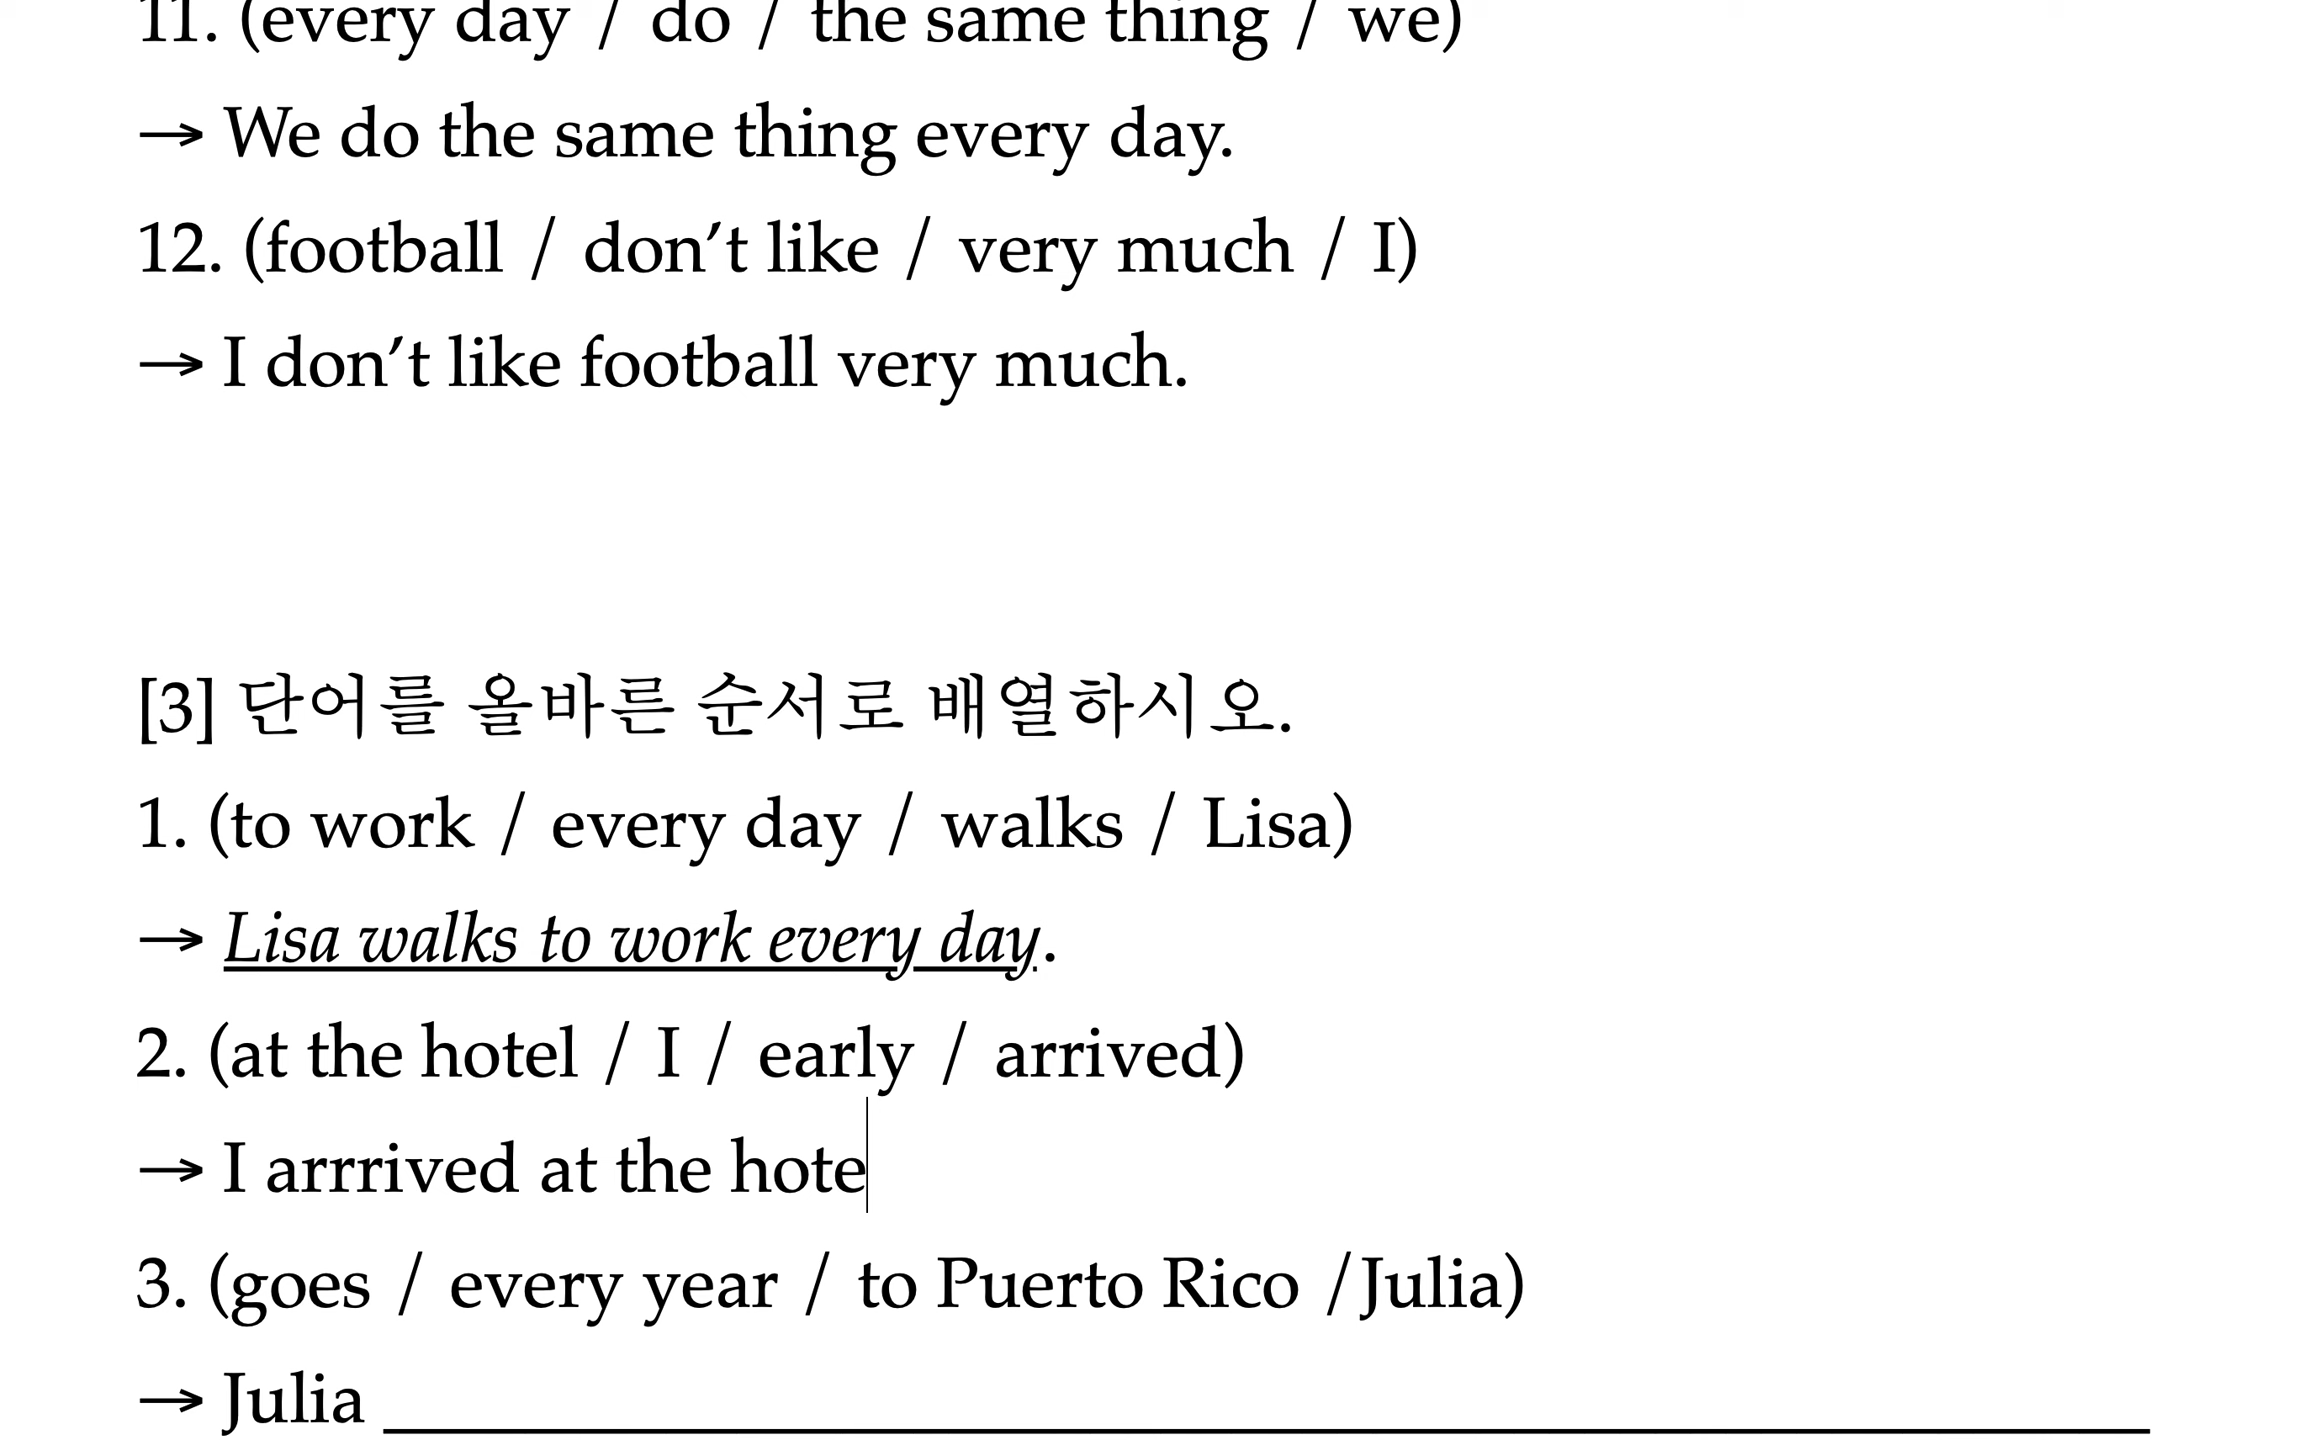 11. (every day / do / the same thing / we)
→ We do the same thing every day.
12. (football / don’t like / very much / I)
→ I don’t like football very much.
[3] 단어를 올바른 순서로 배열하시오.
1. (to work / every day / walks / Lisa)
→ Lisa walks to work every day.
2. (at the hotel / I / early / arrived)
→ I arrrived at the hote
3. (goes / every year / to Puerto Rico /Julia)
→ Julia